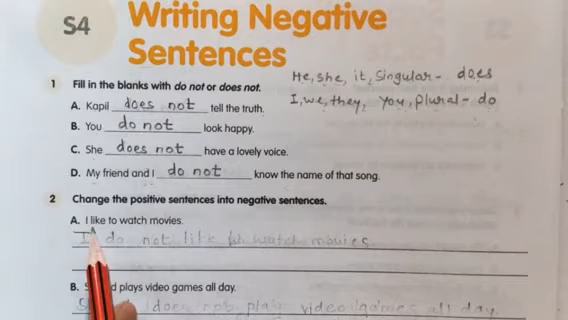 S4
Writing Negative
Sentences
He, she, it, Singular - does
I, we, they, You, Plural - do
1 Fill in the blanks with do not or does not.
A. Kapil does not tell the truth.
B. You do not look happy.
C. She does not have a lovely voice.
D. My friend and I do not know the name of that song.
2 Change the positive sentences into negative sentences.
A. I like to watch movies.
I do not like to watch movies.
B. d plays video games all day.
does not play video games all day.